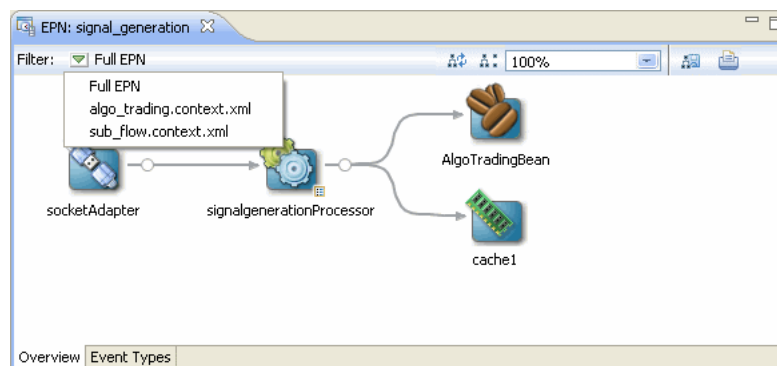 EPN: signal_generation
Filter: Full EPN 100%
Full EPN
algo_trading.context.xml
sub_flow.context.xml
AlgoTradingBean
socketAdapter signalgenerationProcessor
cache1
Overview Event Types